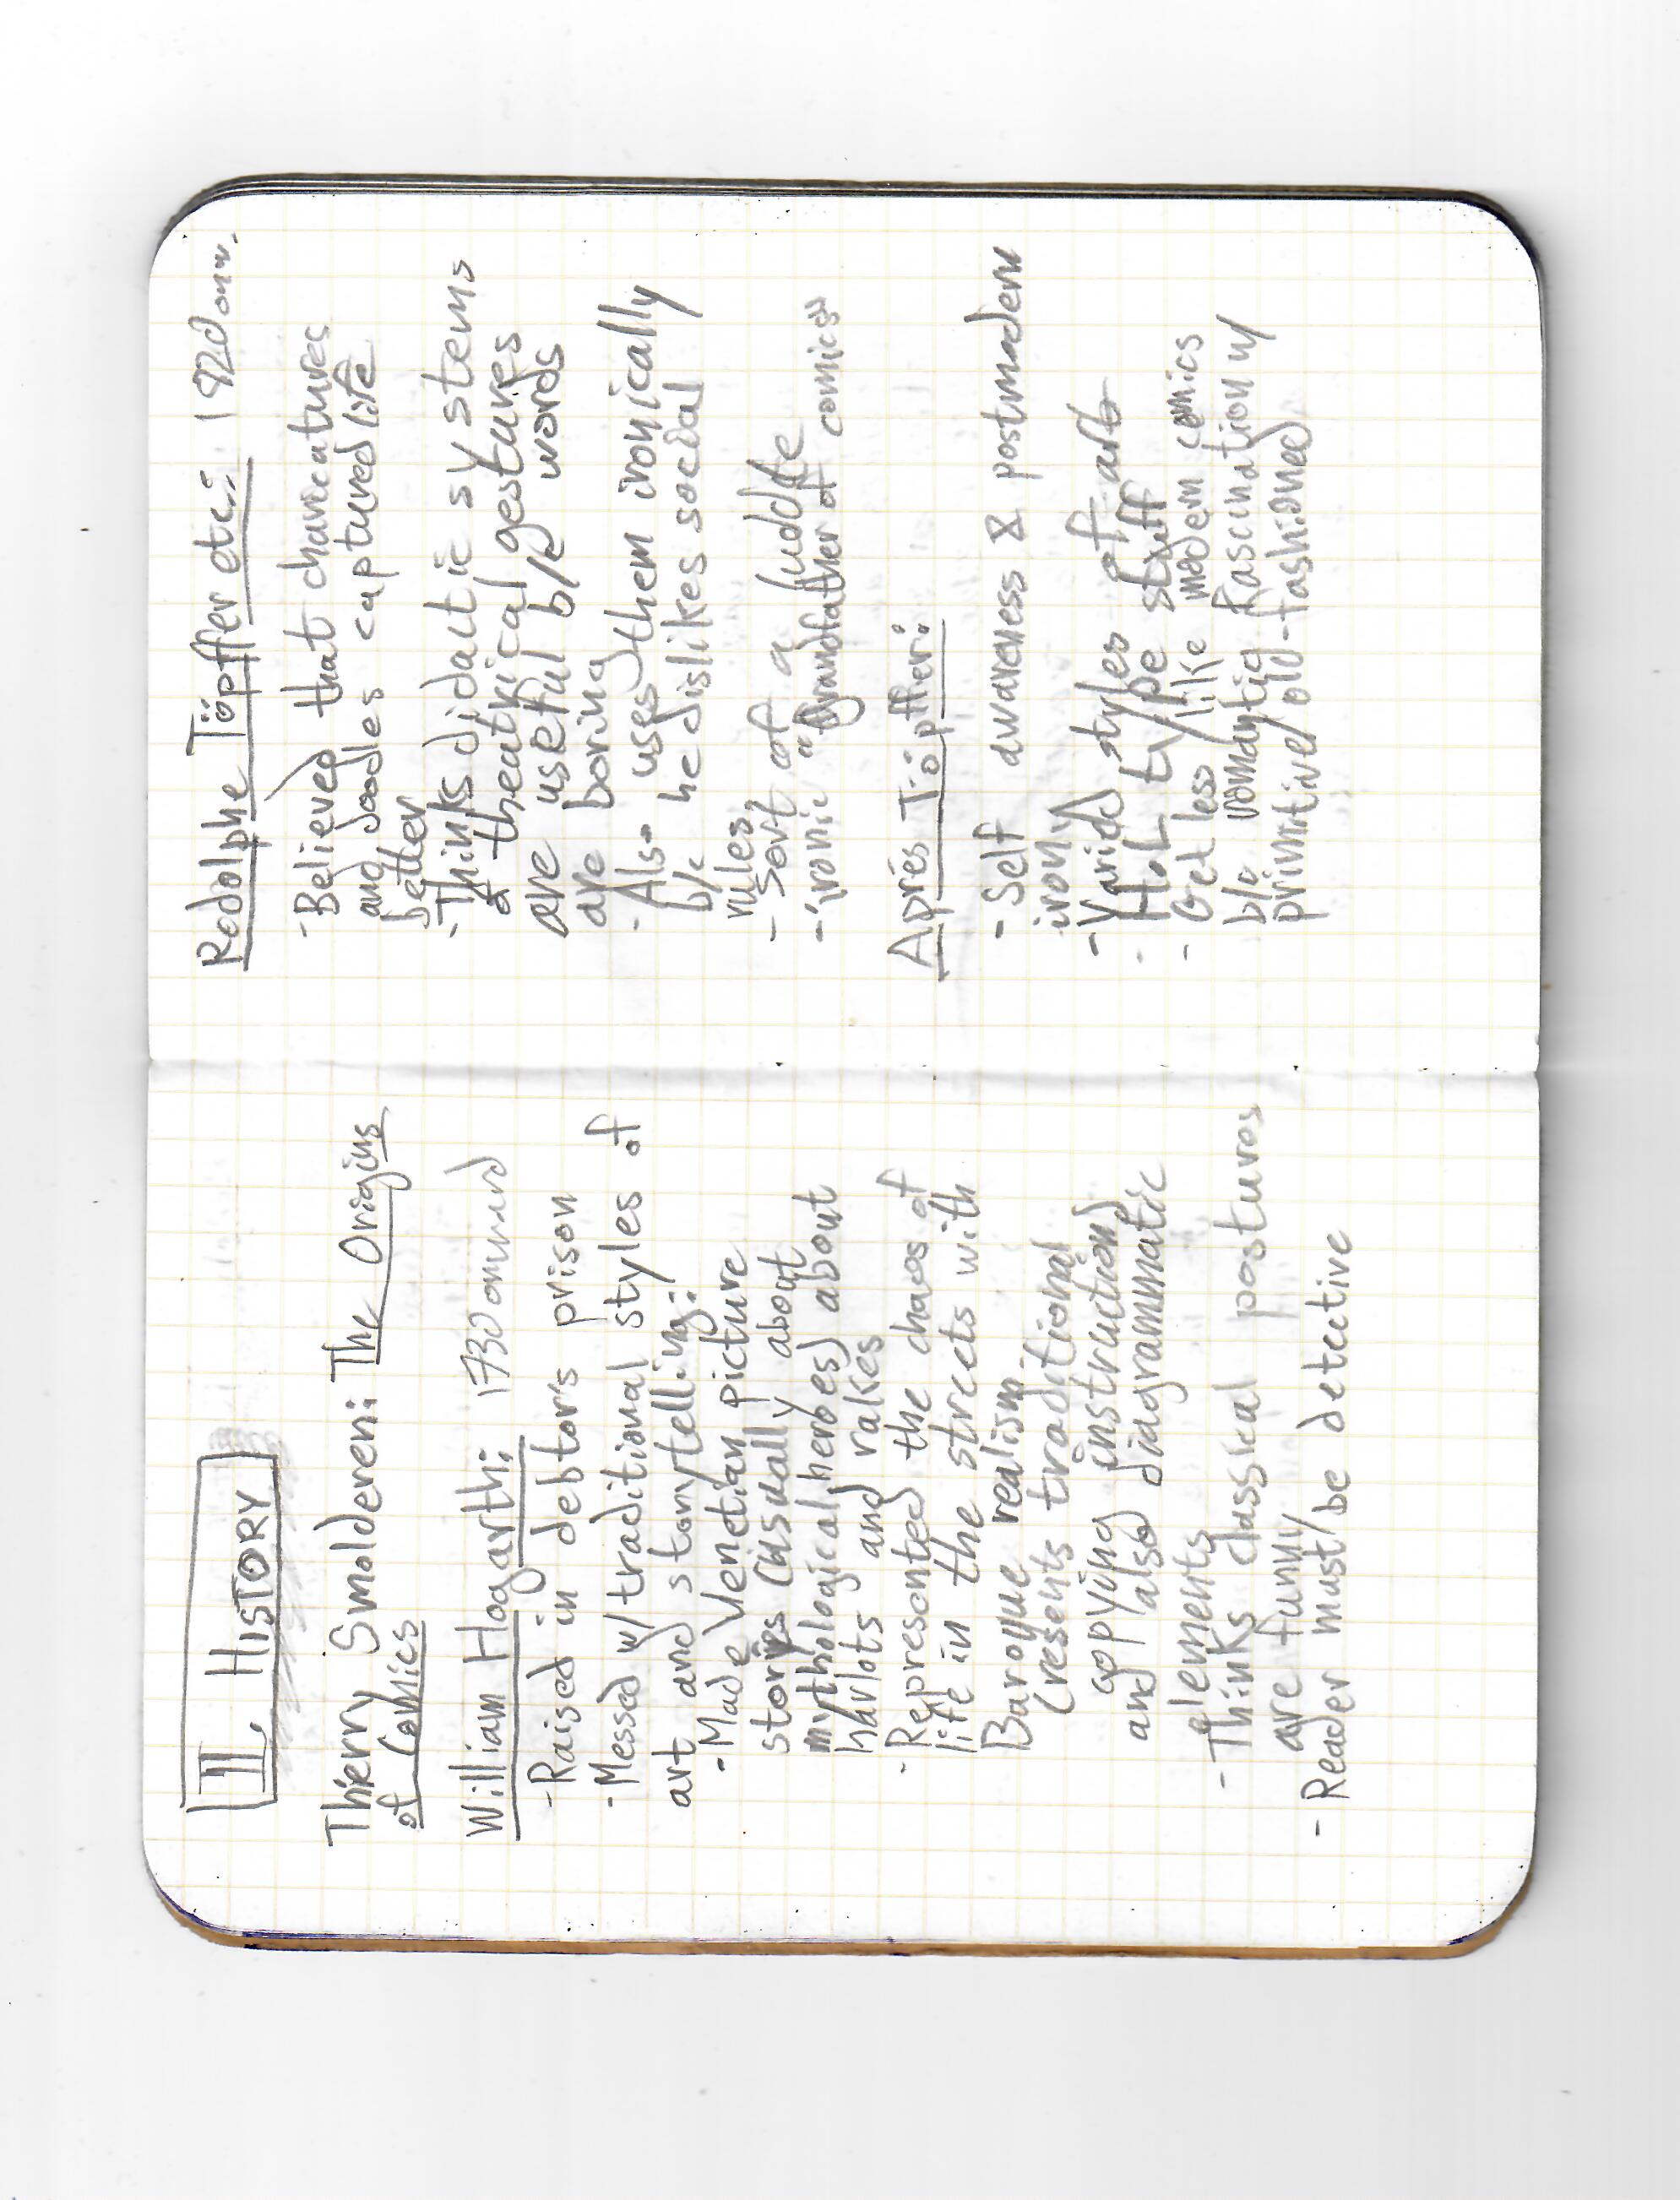 II. HISTORY
Thierry Smolderen: The Origins
of Comics
William Hogarth: 1730 onward
-Raised in debtor's prison
-Messed w/ traditional styles of
art and storytelling:
-Made Venetian picture
stories (usually about
mythological heroes) about
harlots and rakes
-Represented the chaos of
life in the streets with
Baroque realism
(resents traditional
copying instruction)
and also diagrammatic
elements
-Thinks classical postures
are funny
- Reader must be detective
Rodolphe Töpffer etc.: 1820 onw.
-Believed that charicatures
and doodles captured life
better
-Thinks didactic systems
of theatrical gestures
are useful b/c words
are boring
-Also uses them ironically
b/c he dislikes social
rules.
- Sort of a luddite
- ironic "Grandfather of comics"
Aprés Töpffer:
- Self awareness & postmodern
irony
-Varied styles of art
- H.L type stuff
- Get less like modern comics
b/c romantic fascination w/
primitive/old-fashioned